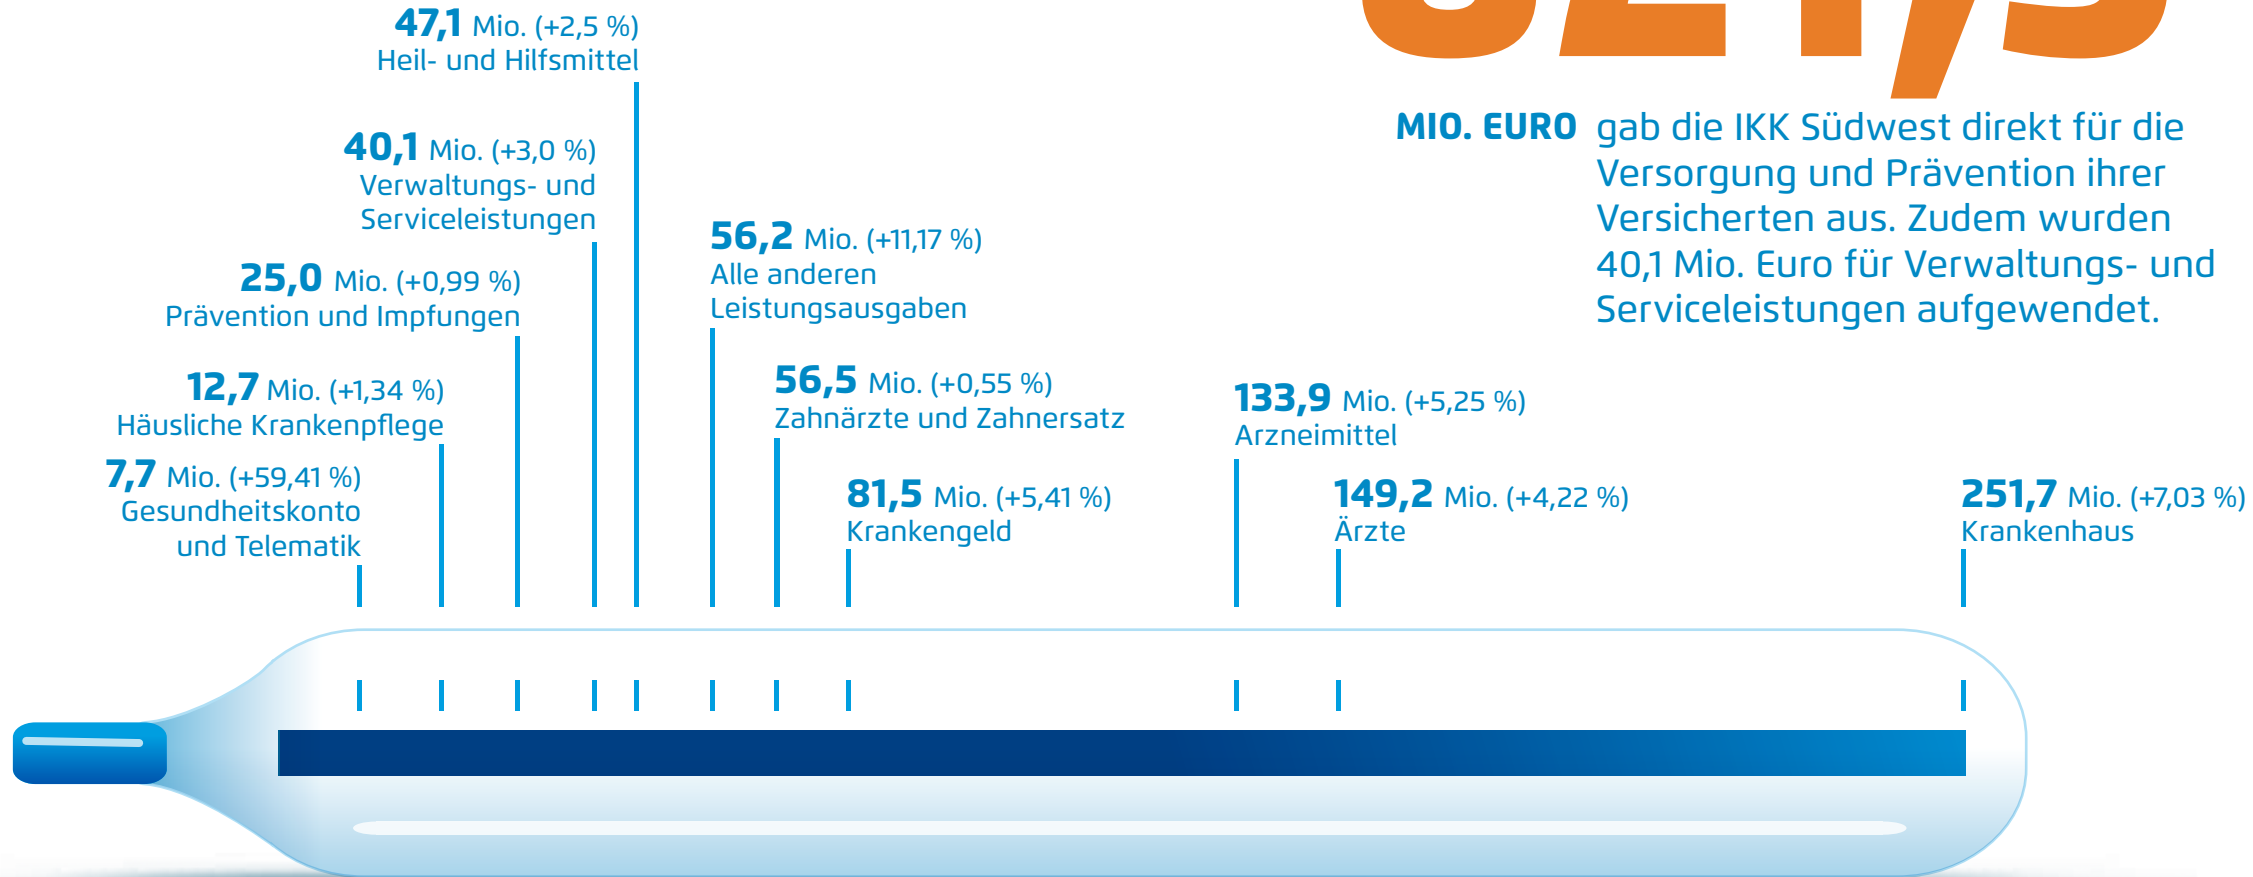 47,1 Mio. (+2,5 %)
Heil- und Hilfsmittel
40,1 Mio. (+3,0 %)
Verwaltungs- und
Serviceleistungen
25,0 Mio. (+0,99 %)
Prävention und Impfungen
12,7 Mio. (+1,34 %)
Häusliche Krankenpflege
7,7 Mio. (+59,41 %)
Gesundheitskonto
und Telematik
56,2 Mio. (+11,17 %)
Alle anderen
Leistungsausgaben
56,5 Mio. (+0,55 %)
Zahnärzte und Zahnersatz
81,5 Mio. (+5,41 %)
Krankengeld
MIO. EURO gab die IKK Südwest direkt für die
Versorgung und Prävention ihrer
Versicherten aus. Zudem wurden
40,1 Mio. Euro für Verwaltungs- und
Serviceleistungen aufgewendet.
133,9 Mio. (+5,25 %)
Arzneimittel
149,2 Mio. (+4,22 %)
Ärzte
251,7 Mio. (+7,03 %)
Krankenhaus